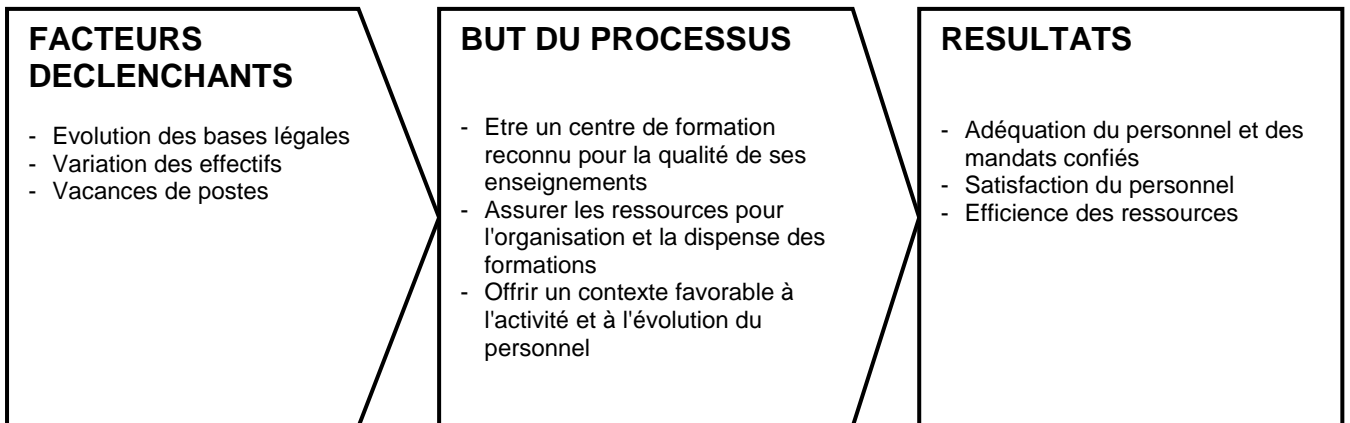 FACTEURS
DECLENCHANTS
- Evolution des bases légales
- Variation des effectifs
- Vacances de postes
BUT DU PROCESSUS
- Etre un centre de formation
reconnu pour la qualité de ses
enseignements
- Assurer les ressources pour
l'organisation et la dispense des
formations
- Offrir un contexte favorable à
l'activité et à l'évolution du
personnel
RESULTATS
- Adéquation du personnel et des
mandats confiés
- Satisfaction du personnel
- Efficience des ressources